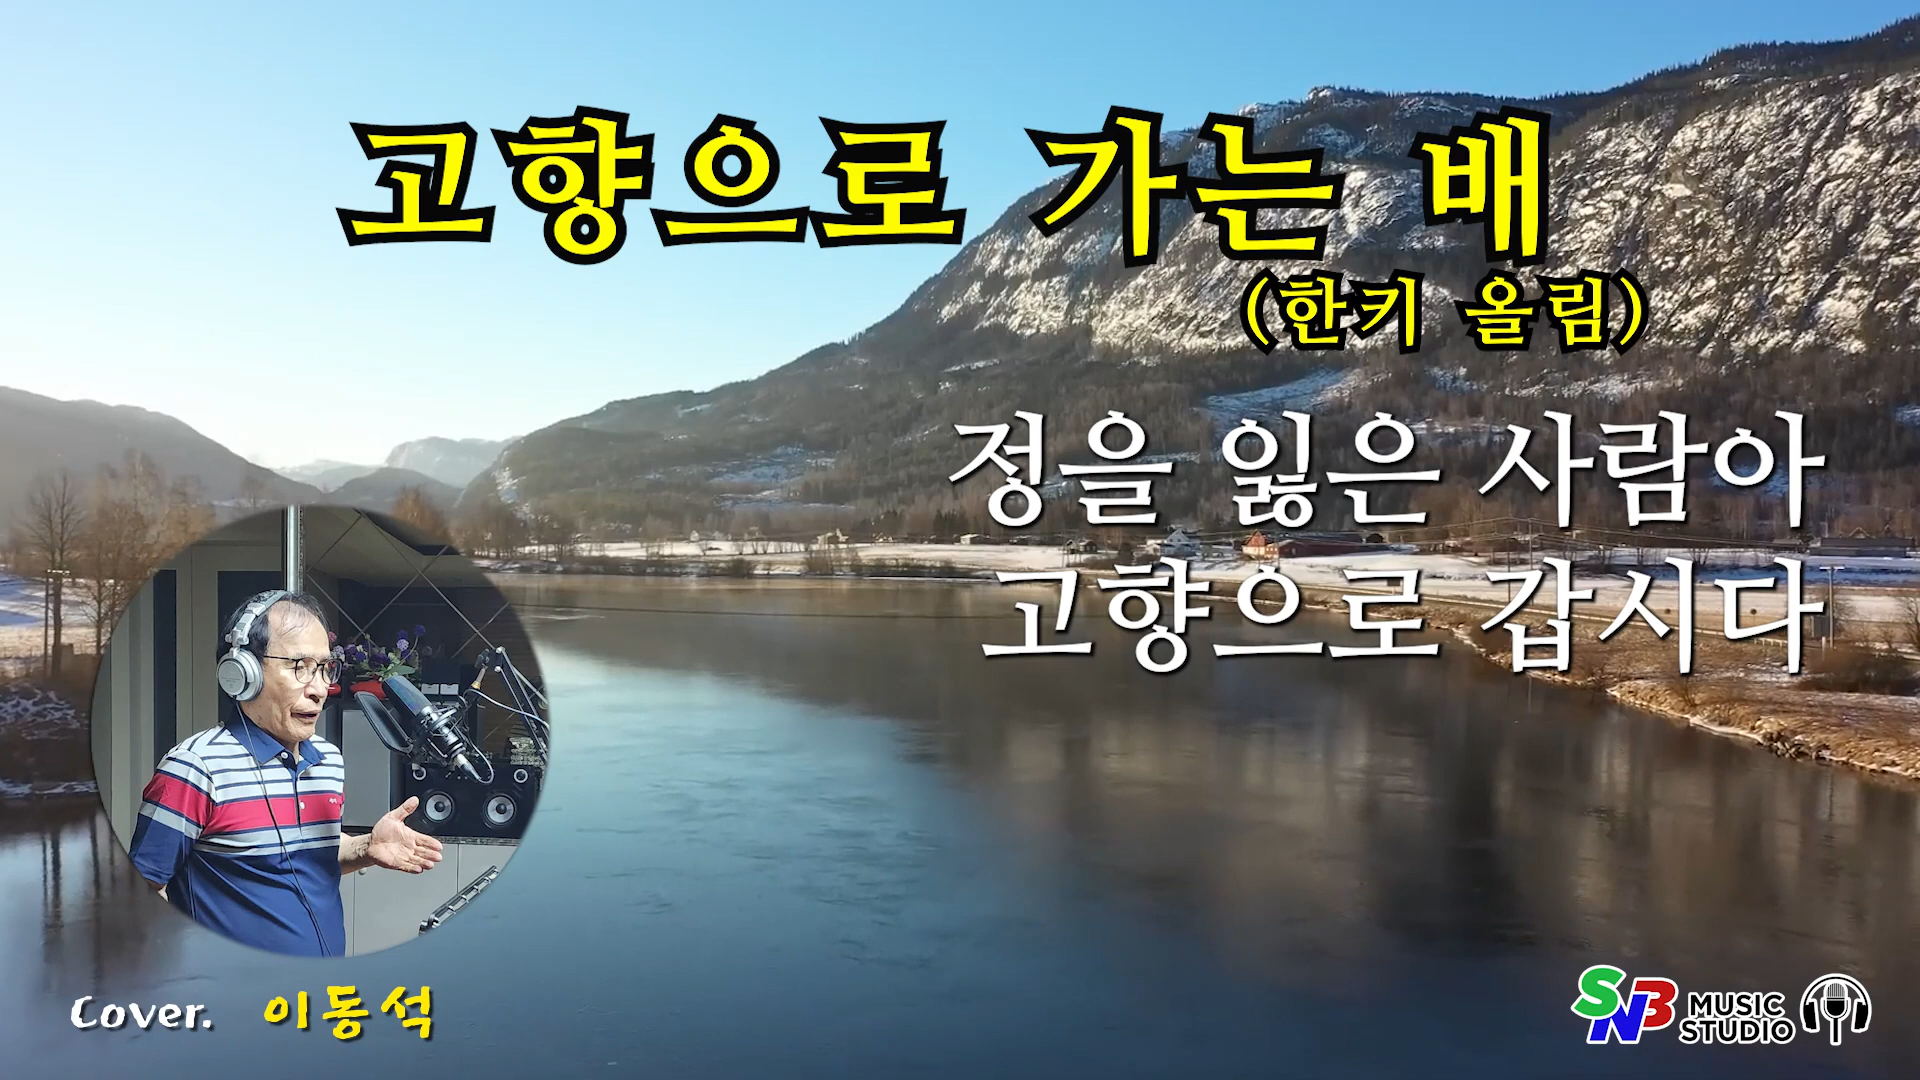 고향으로 가는 배
(한키 올림)
정을 잃은 사람아
고향으로 갑시다
Cover. 이동석
SNB MUSIC STUDIO